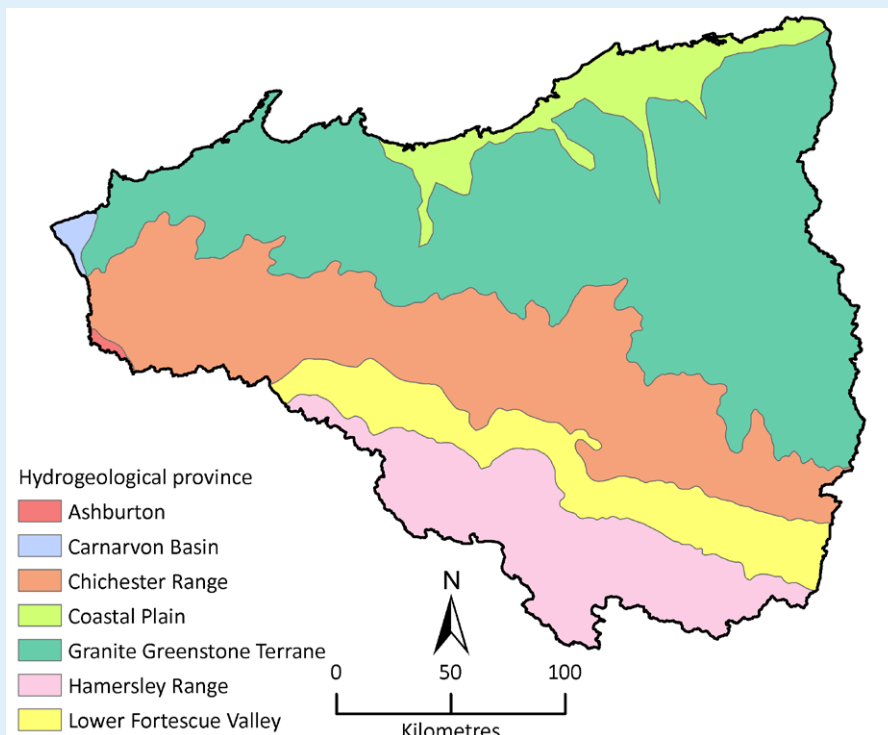 Hydrogeological province
Ashburton
Carnarvon Basin
Chichester Range
Coastal Plain
Granite Greenstone Terrane
Hamersley Range
Lower Fortescue Valley
N
0 50 100
Kilometres